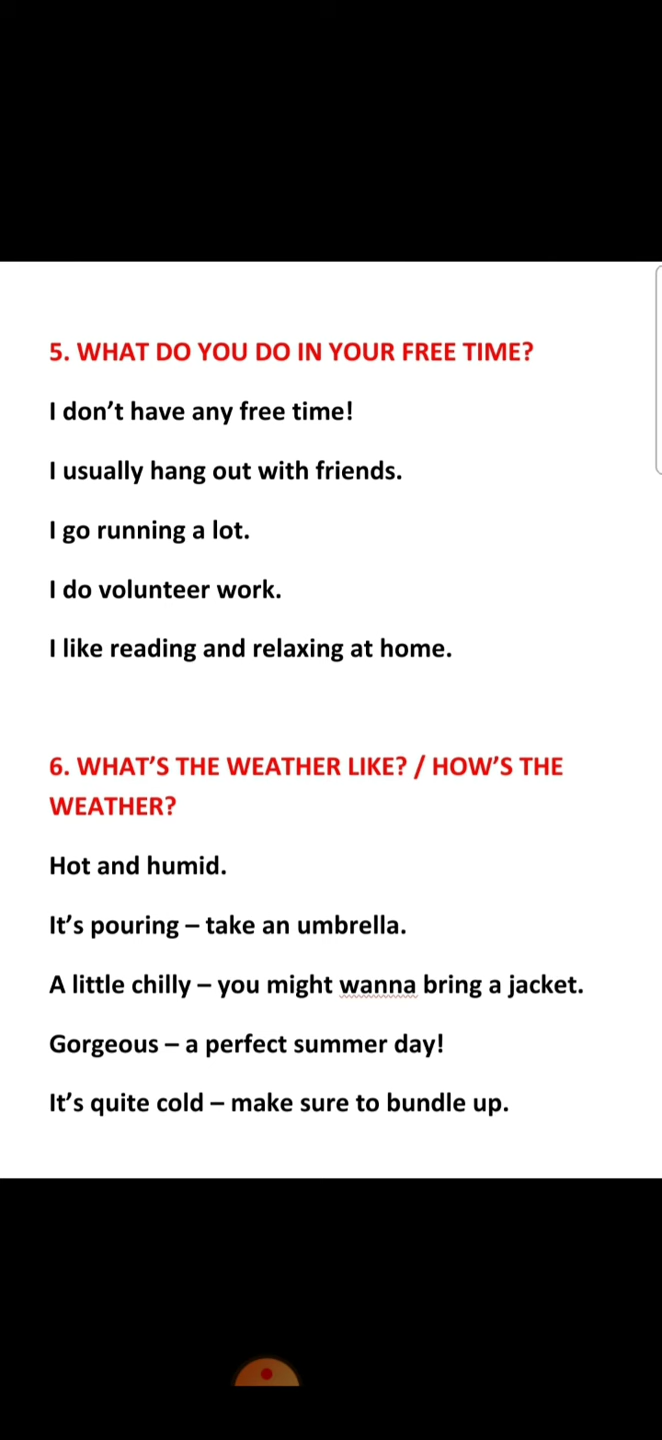 5. WHAT DO YOU DO IN YOUR FREE TIME?
I don’t have any free time!
I usually hang out with friends.
I go running a lot.
I do volunteer work.
I like reading and relaxing at home.
6. WHAT’S THE WEATHER LIKE? / HOW’S THE
WEATHER?
Hot and humid.
It’s pouring – take an umbrella.
A little chilly – you might wanna bring a jacket.
Gorgeous – a perfect summer day!
It’s quite cold – make sure to bundle up.